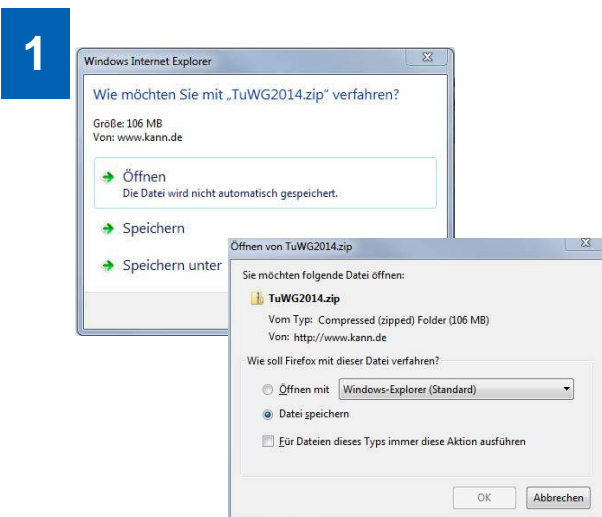 1
Windows Internet Explorer
Wie möchten Sie mit „TuWG2014.zip“ verfahren?
Größe: 106 MB
Von: www.kann.de
Öffnen
Die Datei wird nicht automatisch gespeichert.
Speichern
Speichern unter
Öffnen von TuWG2014.zip
Sie möchten folgende Datei öffnen:
TuWG2014.zip
Vom Typ: Compressed (zipped) Folder (106 MB)
Von: http://www.kann.de
Wie soll Firefox mit dieser Datei verfahren?
Öffnen mit Windows-Explorer (Standard)
Datei speichern
Für Dateien dieses Typs immer diese Aktion ausführen
OK Abbrechen